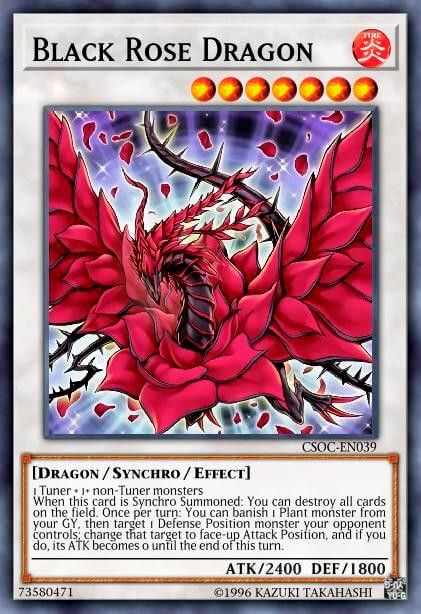 BLACK ROSE DRAGON
FIRE
炎
CSOC-EN039
[DRAGON / SYNCHRO / EFFECT]
1 Tuner + 1+ non-Tuner monsters
When this card is Synchro Summoned: You can destroy all cards
on the field. Once per turn: You can banish 1 Plant monster from
your GY, then target 1 Defense Position monster your opponent
controls; change that target to face-up Attack Position, and if you
do, its ATK becomes 0 until the end of this turn.
ATK/2400 DEF/1800
73580471
©1996 KAZUKI TAKAHASHI